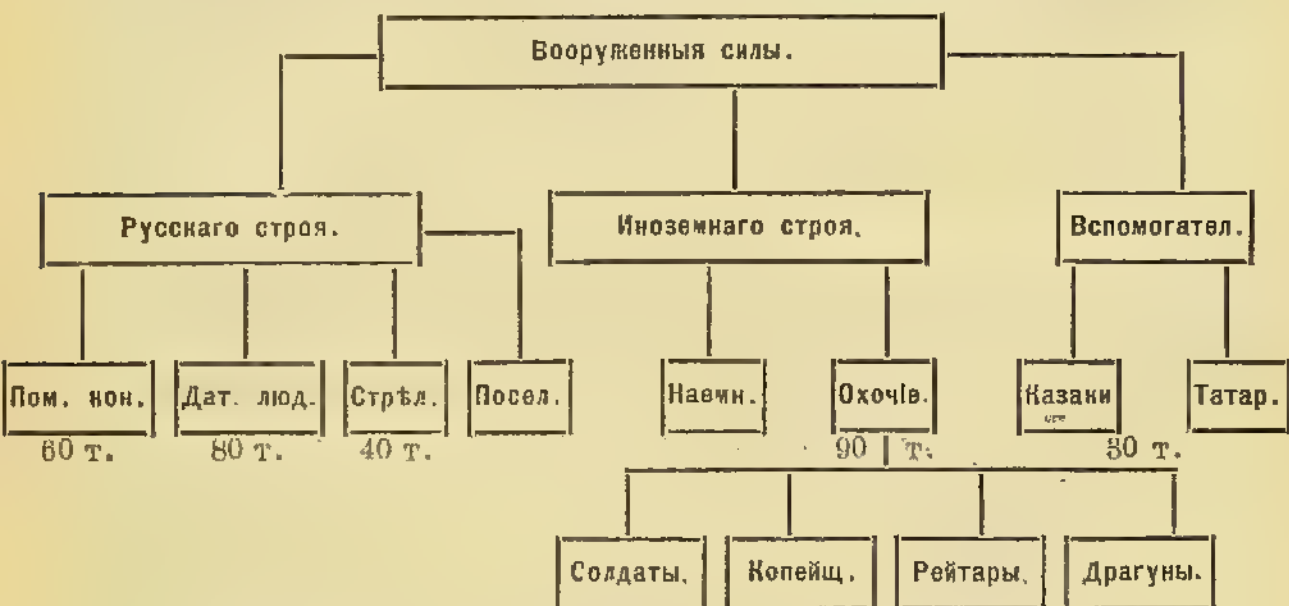 Вооруженныя силы.
Русскаго строя. Иноземнаго строя. Вспомогател.
Пом. кон. Дат. люд. Стрѣл. Посел. Наемн. Охочіе. Казаки Татар.
60 т. 80 т. 40 т. 90 т. 30 т.
Солдаты. Копейщ. Рейтары. Драгуны.